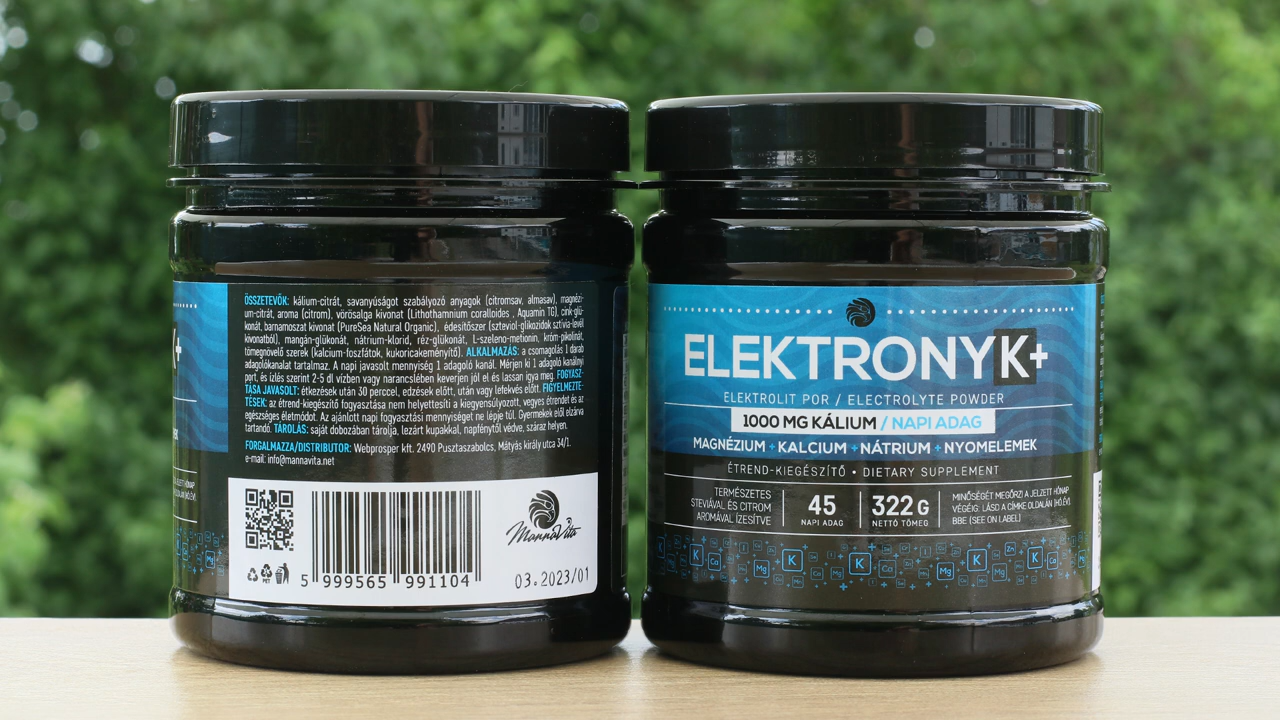 ÖSSZETEVŐK: kálium-citrát, savanyúságot szabályozó anyagok (citromsav, almasav), magnézi-
um-citrát, aroma (citrom), vörösalga kivonat (Lithothamnium coralloides , Aquamin TG), cink-glü-
konát, barnamoszat kivonat (PureSea Natural Organic), édesítőszer (szteviol-glikozidok sztívia-levél
kivonatból), mangán-glükonát, nátrium-klorid, réz-glükonát, L-szeleno-metionin, króm-pikolinát,
tömegnövelő szerek (kalcium-foszfátok, kukoricakeményítő). ALKALMAZÁS: a csomagolás 1 darab
adagolókanalat tartalmaz. A napi javasolt mennyiség 1 adagoló kanál. Mérjen ki 1 adagoló kanálnyi
port, és ízlés szerint 2-5 dl vízben vagy narancslében keverjen jól el és lassan igya meg. FOGYASZ-
TÁSA JAVASOLT: étkezések után 30 perccel, edzések előtt, után vagy lefekvés előtt. FIGYELMEZTE-
TÉSEK: az étrend-kiegészítő fogyasztása nem helyettesíti a kiegyensúlyozott, vegyes étrendet és az
egészséges életmódot. Az ajánlott napi fogyasztási mennyiséget ne lépje túl. Gyermekek elől elzárva
tartandó. TÁROLÁS: saját dobozában tárolja, lezárt kupakkal, napfénytől védve, száraz helyen.
FORGALMAZZA/DISTRIBUTOR: Webprosper kft. 2490 Pusztaszabolcs, Mátyás király utca 34/1.
e-mail: info@mannavita.net
MannaVita
5 999565 991104
03.2023/01
ELEKTRONYK+
ELEKTROLIT POR / ELECTROLYTE POWDER
1000 MG KÁLIUM / NAPI ADAG
MAGNÉZIUM + KALCIUM + NÁTRIUM + NYOMELEMEK
ÉTREND-KIEGÉSZÍTŐ • DIETARY SUPPLEMENT
TERMÉSZETES
STEVIÁVAL ÉS CITROM
AROMÁVAL ÍZESÍTVE
45
NAPI ADAG
322 G
NETTÓ TÖMEG
MINŐSÉGÉT MEGŐRZI A JELZETT HÓNAP
VÉGÉIG: LÁSD A CÍMKE OLDALÁN (HÓ.ÉV).
BBE (SEE ON LABEL)